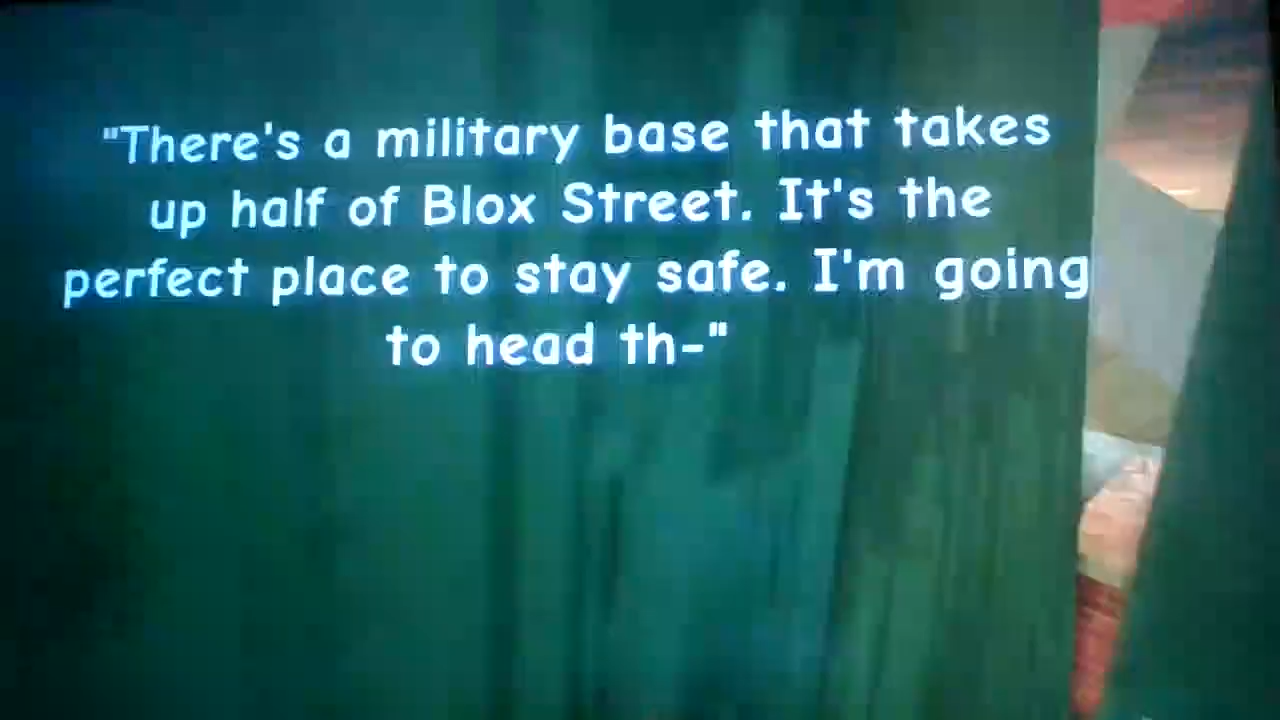 "There's a military base that takes
up half of Blox Street. It's the
perfect place to stay safe. I'm going
to head th-"